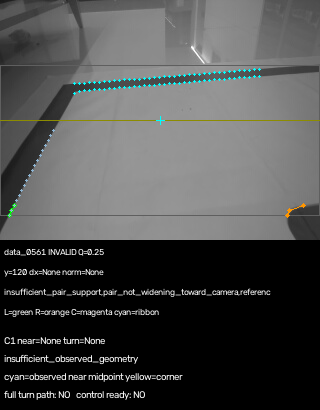 data_0561 INVALID Q=0.25
y=120 dx=None norm=None
insufficient_pair_support,pair_not_widening_toward_camera,referenc
L=green R=orange C=magenta cyan=ribbon
C1 near=None turn=None
insufficient_observed_geometry
cyan=observed near midpoint yellow=corner
full turn path: NO control ready: NO